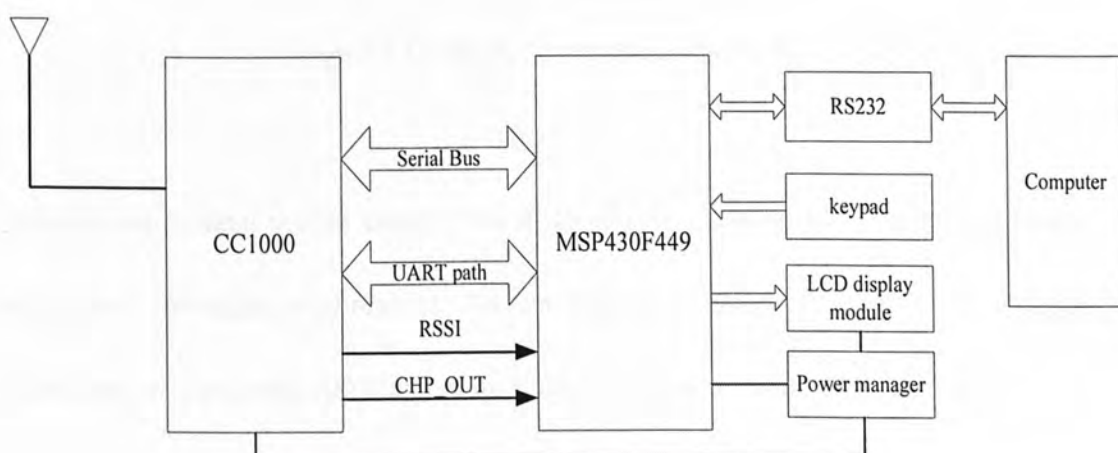 CC1000
Serial Bus
UART path
RSSI
CHP_OUT
MSP430F449
RS232
keypad
LCD display
module
Power manager
Computer